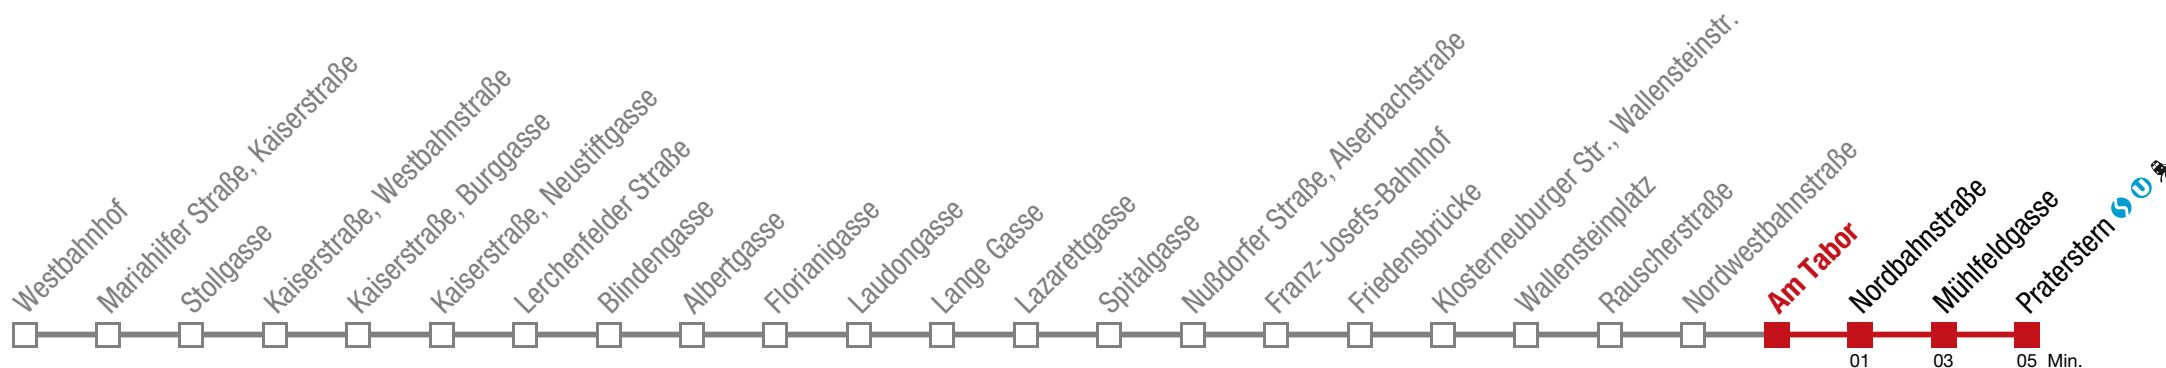 Westbahnhof
Mariahilfer Straße, Kaiserstraße
Stollgasse
Kaiserstraße, Westbahnstraße
Kaiserstraße, Burggasse
Kaiserstraße, Neustiftgasse
Lerchenfelder Straße
Blindengasse
Albertgasse
Florianigasse
Laudongasse
Lange Gasse
Lazarettgasse
Spitalgasse
Nußdorfer Straße, Alserbachstraße
Franz-Josefs-Bahnhof
Friedensbrücke
Klosterneuburger Str., Wallensteinstr.
Wallensteinplatz
Rauscherstraße
Nordwestbahnstraße
Am Tabor
Nordbahnstraße
Mühlfeldgasse
Praterstern S U
01 03 05 Min.